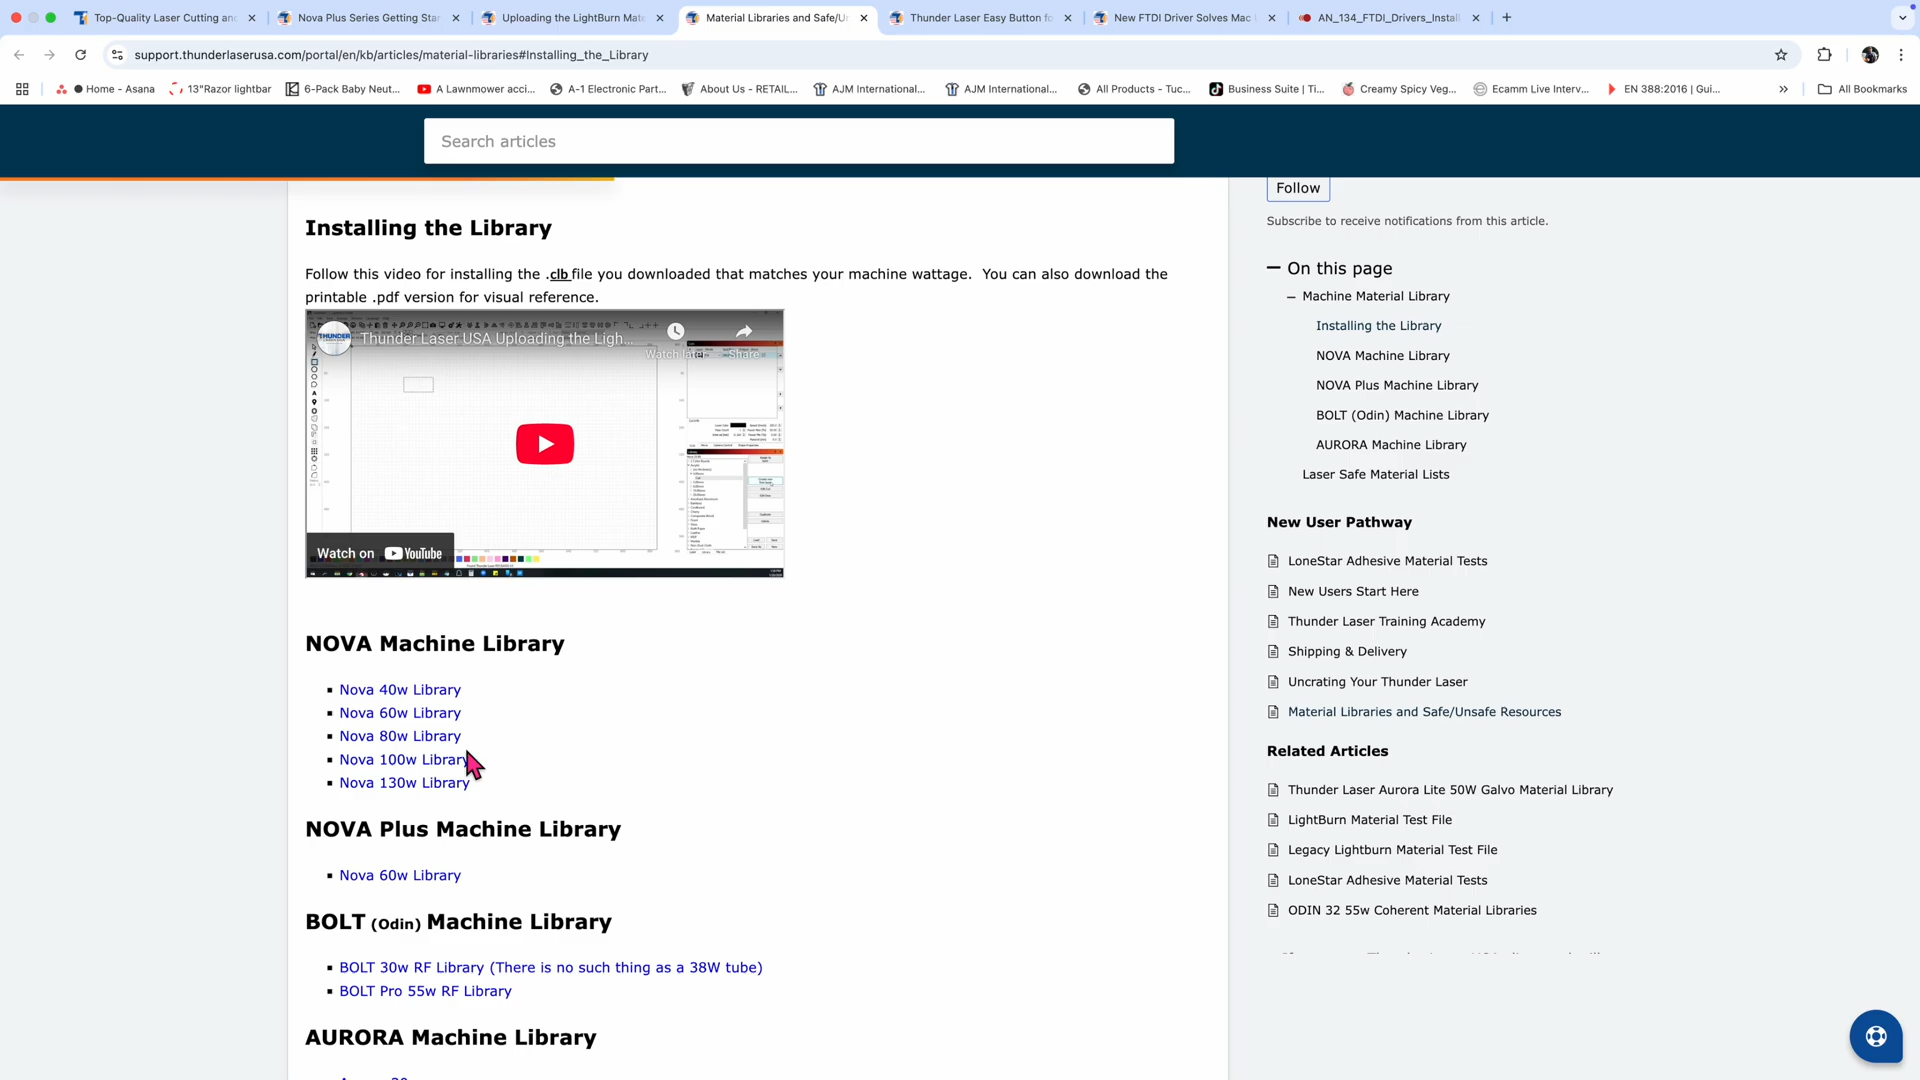 Top-Quality Laser Cutting an
Nova Plus Series Getting Sta
Uploading the LightBurn Mate
Material Libraries and Safe/U
Thunder Laser Easy Button fo
New FTDI Driver Solves Mac
AN_134_FTDI_Drivers_Install
support.thunderlaserusa.com/portal/en/kb/articles/material-libraries#Installing_the_Library
Home - Asana
13"Razor lightbar
6-Pack Baby Neut...
A Lawnmower acci...
A-1 Electronic Part...
About Us - RETAIL...
AJM International...
AJM International...
All Products - Tuc...
Business Suite | Ti...
Creamy Spicy Veg...
Ecamm Live Interv...
EN 388:2016 | Gui...
All Bookmarks
Search articles
Installing the Library
Follow this video for installing the .clb file you downloaded that matches your machine wattage. You can also download the
printable .pdf version for visual reference.
Thunder Laser USA Uploading the Ligh...
Watch later
Share
Watch on YouTube
NOVA Machine Library
Nova 40w Library
Nova 60w Library
Nova 80w Library
Nova 100w Library
Nova 130w Library
NOVA Plus Machine Library
Nova 60w Library
BOLT (Odin) Machine Library
BOLT 30w RF Library (There is no such thing as a 38W tube)
BOLT Pro 55w RF Library
AURORA Machine Library
Follow
Subscribe to receive notifications from this article.
On this page
Machine Material Library
Installing the Library
NOVA Machine Library
NOVA Plus Machine Library
BOLT (Odin) Machine Library
AURORA Machine Library
Laser Safe Material Lists
New User Pathway
LoneStar Adhesive Material Tests
New Users Start Here
Thunder Laser Training Academy
Shipping & Delivery
Uncrating Your Thunder Laser
Material Libraries and Safe/Unsafe Resources
Related Articles
Thunder Laser Aurora Lite 50W Galvo Material Library
LightBurn Material Test File
Legacy Lightburn Material Test File
LoneStar Adhesive Material Tests
ODIN 32 55w Coherent Material Libraries